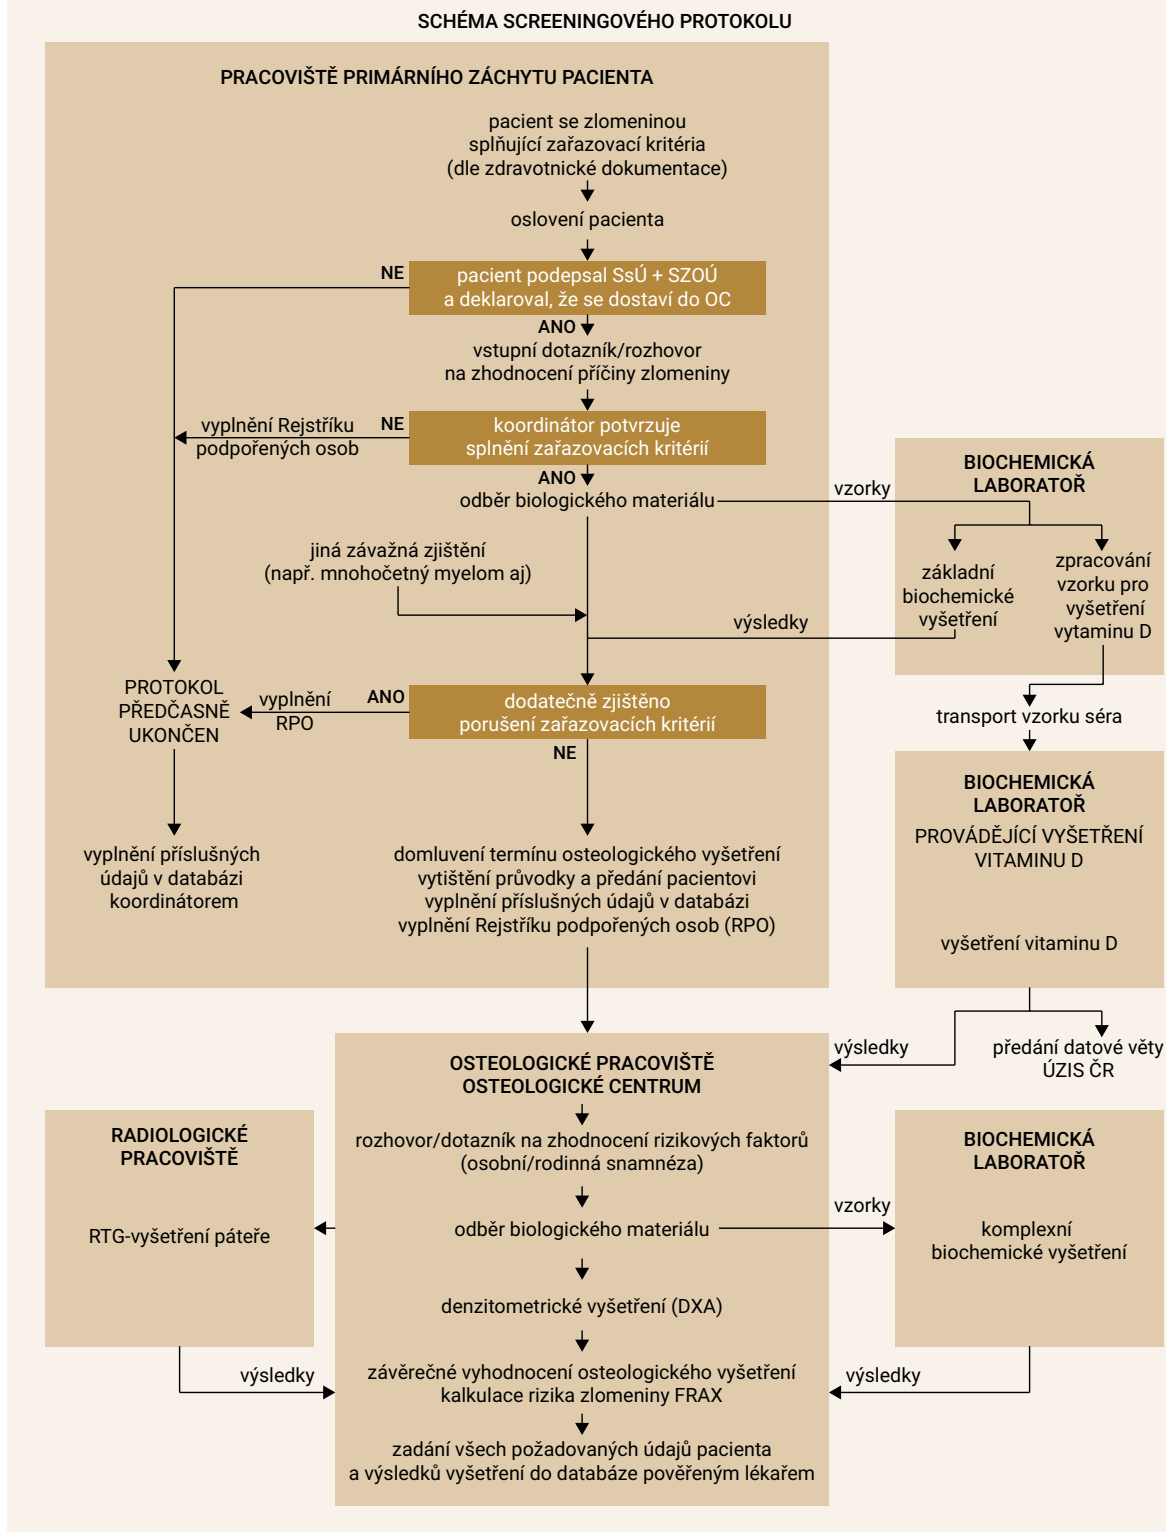 SCHÉMA SCREENINGOVÉHO PROTOKOLU
PRACOVIŠTĚ PRIMÁRNÍHO ZÁCHYTU PACIENTA
pacient se zlomeninou
splňující zařazovací kritéria
(dle zdravotnické dokumentace)
oslovení pacienta
NE
pacient podepsal SsÚ + SZOÚ
a deklaroval, že se dostaví do OC
ANO
vstupní dotazník/rozhovor
na zhodnocení příčiny zlomeniny
vyplnění Rejstříku
podpořených osob
NE
koordinátor potvrzuje
splnění zařazovacích kritérií
ANO
odběr biologického materiálu
vzorky
BIOCHEMICKÁ
LABORATOŘ
základní
biochemické
vyšetření
zpracování
vzorku pro
vyšetření
vytaminu D
jiná závažná zjištění
(např. mnohočetný myelom aj)
výsledky
PROTOKOL
PŘEDČASNĚ
UKONČEN
vyplnění
RPO
ANO
dodatečně zjištěno
porušení zařazovacích kritérií
NE
transport vzorku séra
BIOCHEMICKÁ
LABORATOŘ
PROVÁDĚJÍCÍ VYŠETŘENÍ
VITAMINU D
vyšetření vitaminu D
vyplnění příslušných
údajů v databázi
koordinátorem
domluvení termínu osteologického vyšetření
vytištění průvodky a předání pacientovi
vyplnění příslušných údajů v databázi
vyplnění Rejstříku podpořených osob (RPO)
výsledky
předání datové věty
ÚZIS ČR
OSTEOLOGICKÉ PRACOVIŠTĚ
OSTEOLOGICKÉ CENTRUM
rozhovor/dotazník na zhodnocení rizikových faktorů
(osobní/rodinná snamnéza)
RADIOLOGICKÉ
PRACOVIŠTĚ
RTG-vyšetření páteře
odběr biologického materiálu
vzorky
BIOCHEMICKÁ
LABORATOŘ
komplexní
biochemické vyšetření
denzitometrické vyšetření (DXA)
výsledky
závěrečné vyhodnocení osteologického vyšetření
kalkulace rizika zlomeniny FRAX
výsledky
zadání všech požadovaných údajů pacienta
a výsledků vyšetření do databáze pověřeným lékařem